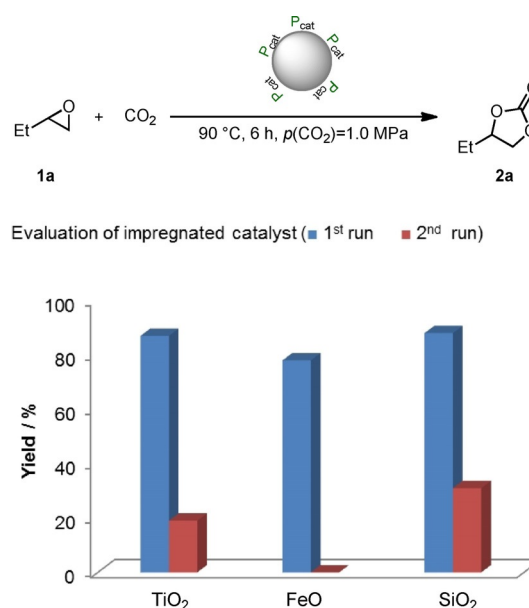 P cat
P cat
P cat
P cat
P cat
O
Et
+ CO₂
90 °C, 6 h, p(CO₂)=1.0 MPa
O
O
O
Et
1a
2a
Evaluation of impregnated catalyst (■ 1st run ■ 2nd run)
100
80
60
40
20
0
Yield / %
TiO₂ FeO SiO₂